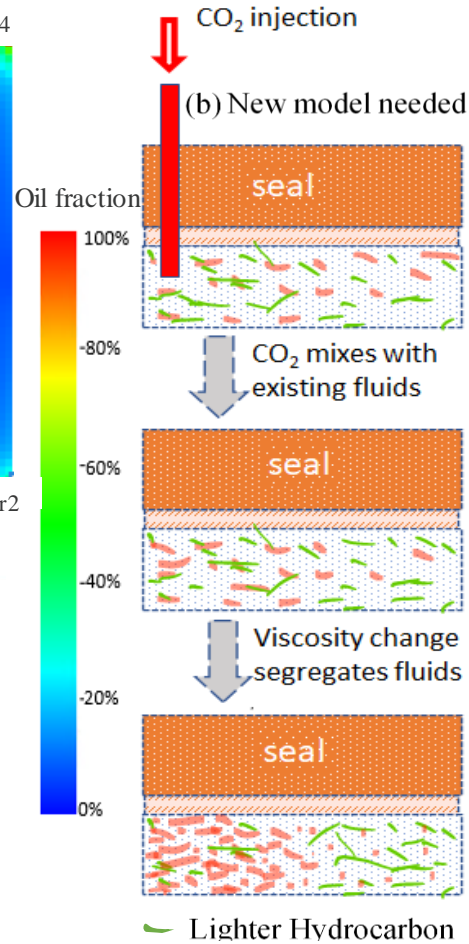 4
CO₂ injection
(b) New model needed
seal
Oil fraction
100%
-80%
-60%
-40%
-20%
0%
CO₂ mixes with
existing fluids
seal
r2
Viscosity change
segregates fluids
seal
Lighter Hydrocarbon